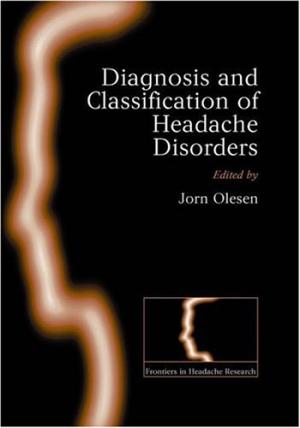 Diagnosis and
Classification of
Headache
Disorders
Edited by
Jorn Olesen
Frontiers in Headache Research